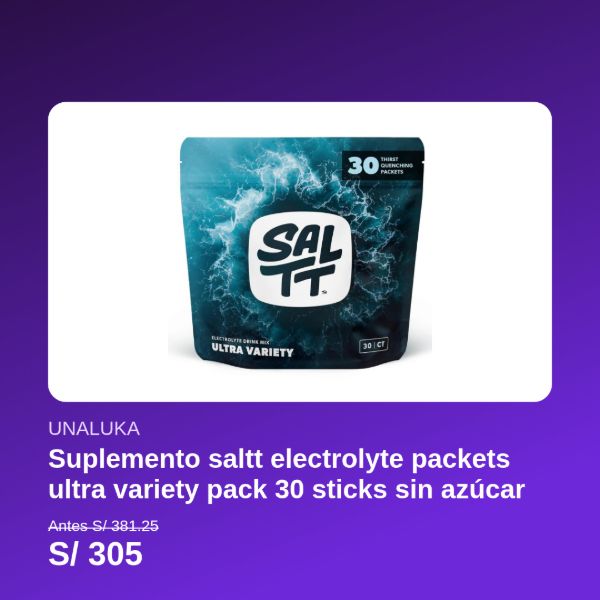 30 THIRST
QUENCHING
PACKETS
SAL
TT
ELECTROLYTE DRINK MIX
ULTRA VARIETY
30 | CT
UNALUKA
Suplemento saltt electrolyte packets
ultra variety pack 30 sticks sin azúcar
Antes S/ 381.25
S/ 305